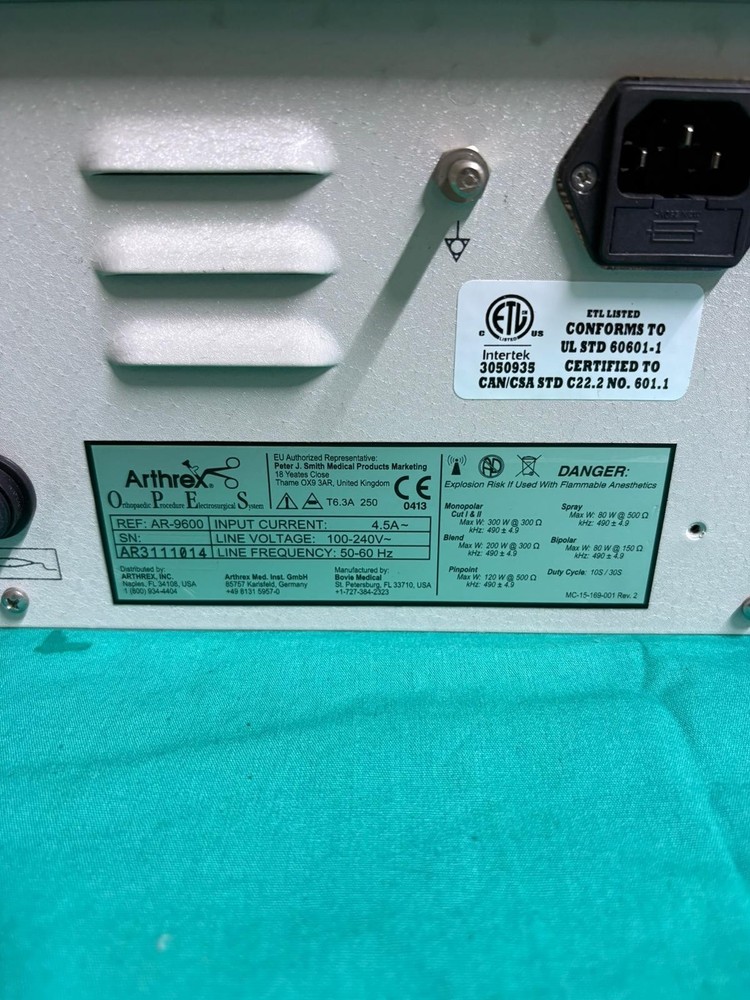 ETL
LISTED
C US
Intertek
3050935
ETL LISTED
CONFORMS TO
UL STD 60601-1
CERTIFIED TO
CAN/CSA STD C22.2 NO. 601.1
Arthrex®
Orthopaedic Procedure Electrosurgical System
EU Authorized Representative:
Peter J. Smith Medical Products Marketing
18 Yeates Close
Thame OX9 3AR, United Kingdom
T6.3A 250
CE
0413
REF: AR-9600
INPUT CURRENT: 4.5A~
SN:
LINE VOLTAGE: 100-240V~
AR3111014
LINE FREQUENCY: 50-60 Hz
Distributed by:
ARTHREX, INC.
Naples, FL 34108, USA
1 (800) 934-4404
Arthrex Med. Inst. GmbH
85757 Karlsfeld, Germany
+49 8131 5957-0
Manufactured by:
Bovie Medical
St. Petersburg, FL 33710, USA
+1-727-384-2323
DANGER:
Explosion Risk If Used With Flammable Anesthetics
Monopolar
Cut I & II
Max W: 300 W @ 300 Ω
kHz: 490 ± 4.9
Blend
Max W: 200 W @ 300 Ω
kHz: 490 ± 4.9
Pinpoint
Max W: 120 W @ 500 Ω
kHz: 490 ± 4.9
Spray
Max W: 80 W @ 500 Ω
kHz: 490 ± 4.9
Bipolar
Max W: 80 W @ 150 Ω
kHz: 490 ± 4.9
Duty Cycle: 10S / 30S
MC-15-169-001 Rev. 2